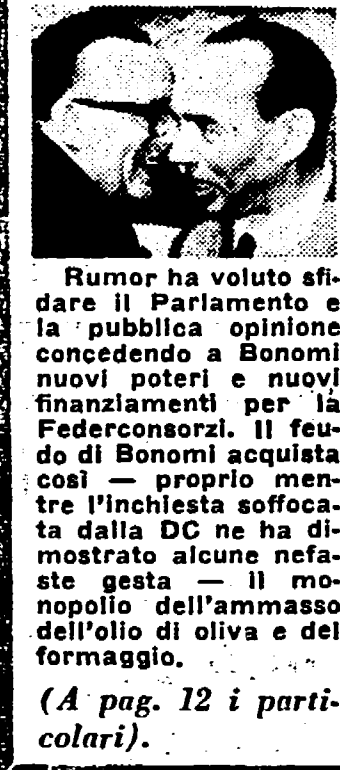 Rumor ha voluto sfi-
dare il Parlamento e
la pubblica opinione
concedendo a Bonomi
nuovi poteri e nuovi
finanziamenti per la
Federconsorzi. Il feu-
do di Bonomi acquista
così — proprio men-
tre l'inchiesta soffoca-
ta dalla DC ne ha di-
mostrato alcune nefa-
ste gesta — il mo-
nopolio dell'ammasso
dell'olio di oliva e del
formaggio.
(A pag. 12 i parti-
colari).